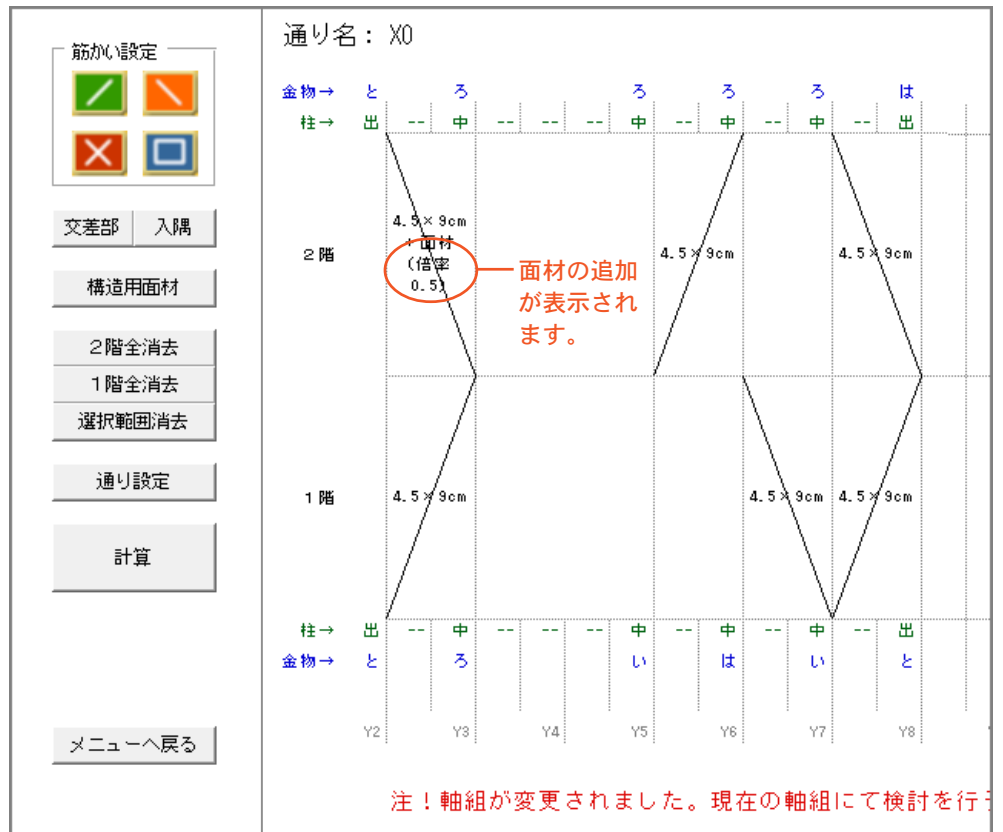 筋かい設定
交差部
入隅
構造用面材
2階全消去
1階全消去
選択範囲消去
通り設定
計算
メニューへ戻る
通り名： X0
金物→ と ろ ろ ろ ろ は
柱→ 出 -- 中 -- -- -- 中 -- 中 -- 中 -- 出
2階
4.5×9cm
+面材
(倍率
0.5)
4.5×9cm
4.5×9cm
面材の追加
が表示され
ます。
1階
4.5×9cm
4.5×9cm
4.5×9cm
柱→ 出 -- 中 -- -- -- 中 -- 中 -- 中 -- 出
金物→ と ろ い は い と
Y2 Y3 Y4 Y5 Y6 Y7 Y8
注！軸組が変更されました。現在の軸組にて検討を行